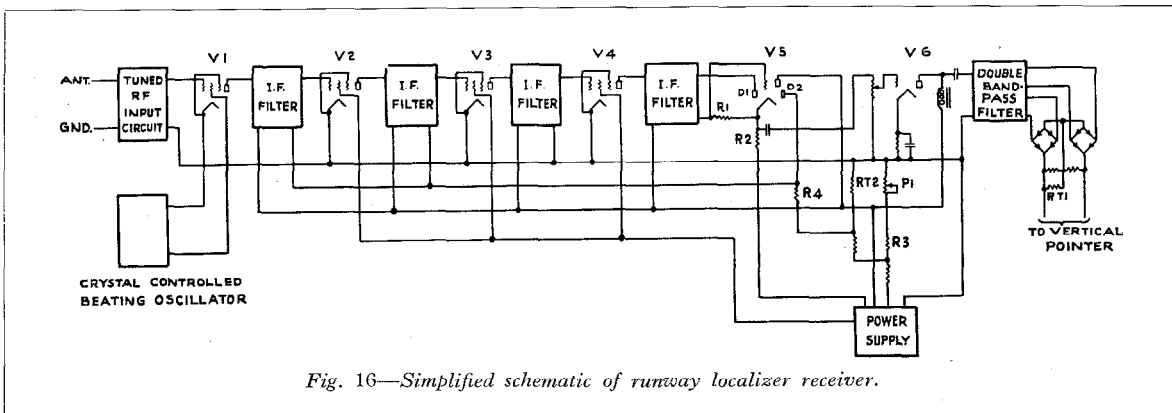 V1
V2
V3
V4
V5
V6
ANT.
GND.
TUNED
RF
INPUT
CIRCUIT
I.F.
FILTER
I.F.
FILTER
I.F.
FILTER
I.F.
FILTER
D1
D2
R1
R2
R4
RT2
P1
R3
DOUBLE
BAND-
PASS
FILTER
RT1
TO VERTICAL
POINTER
CRYSTAL CONTROLLED
BEATING OSCILLATOR
POWER
SUPPLY
Fig. 16—Simplified schematic of runway localizer receiver.